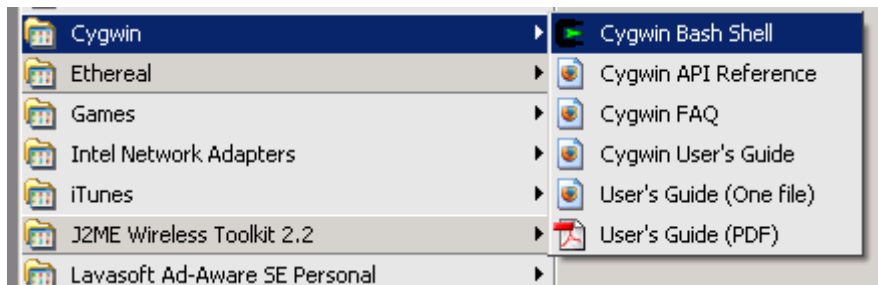 Cygwin
Ethereal
Games
Intel Network Adapters
iTunes
J2ME Wireless Toolkit 2.2
Lavasoft Ad-Aware SE Personal
Cygwin Bash Shell
Cygwin API Reference
Cygwin FAQ
Cygwin User's Guide
User's Guide (One file)
User's Guide (PDF)